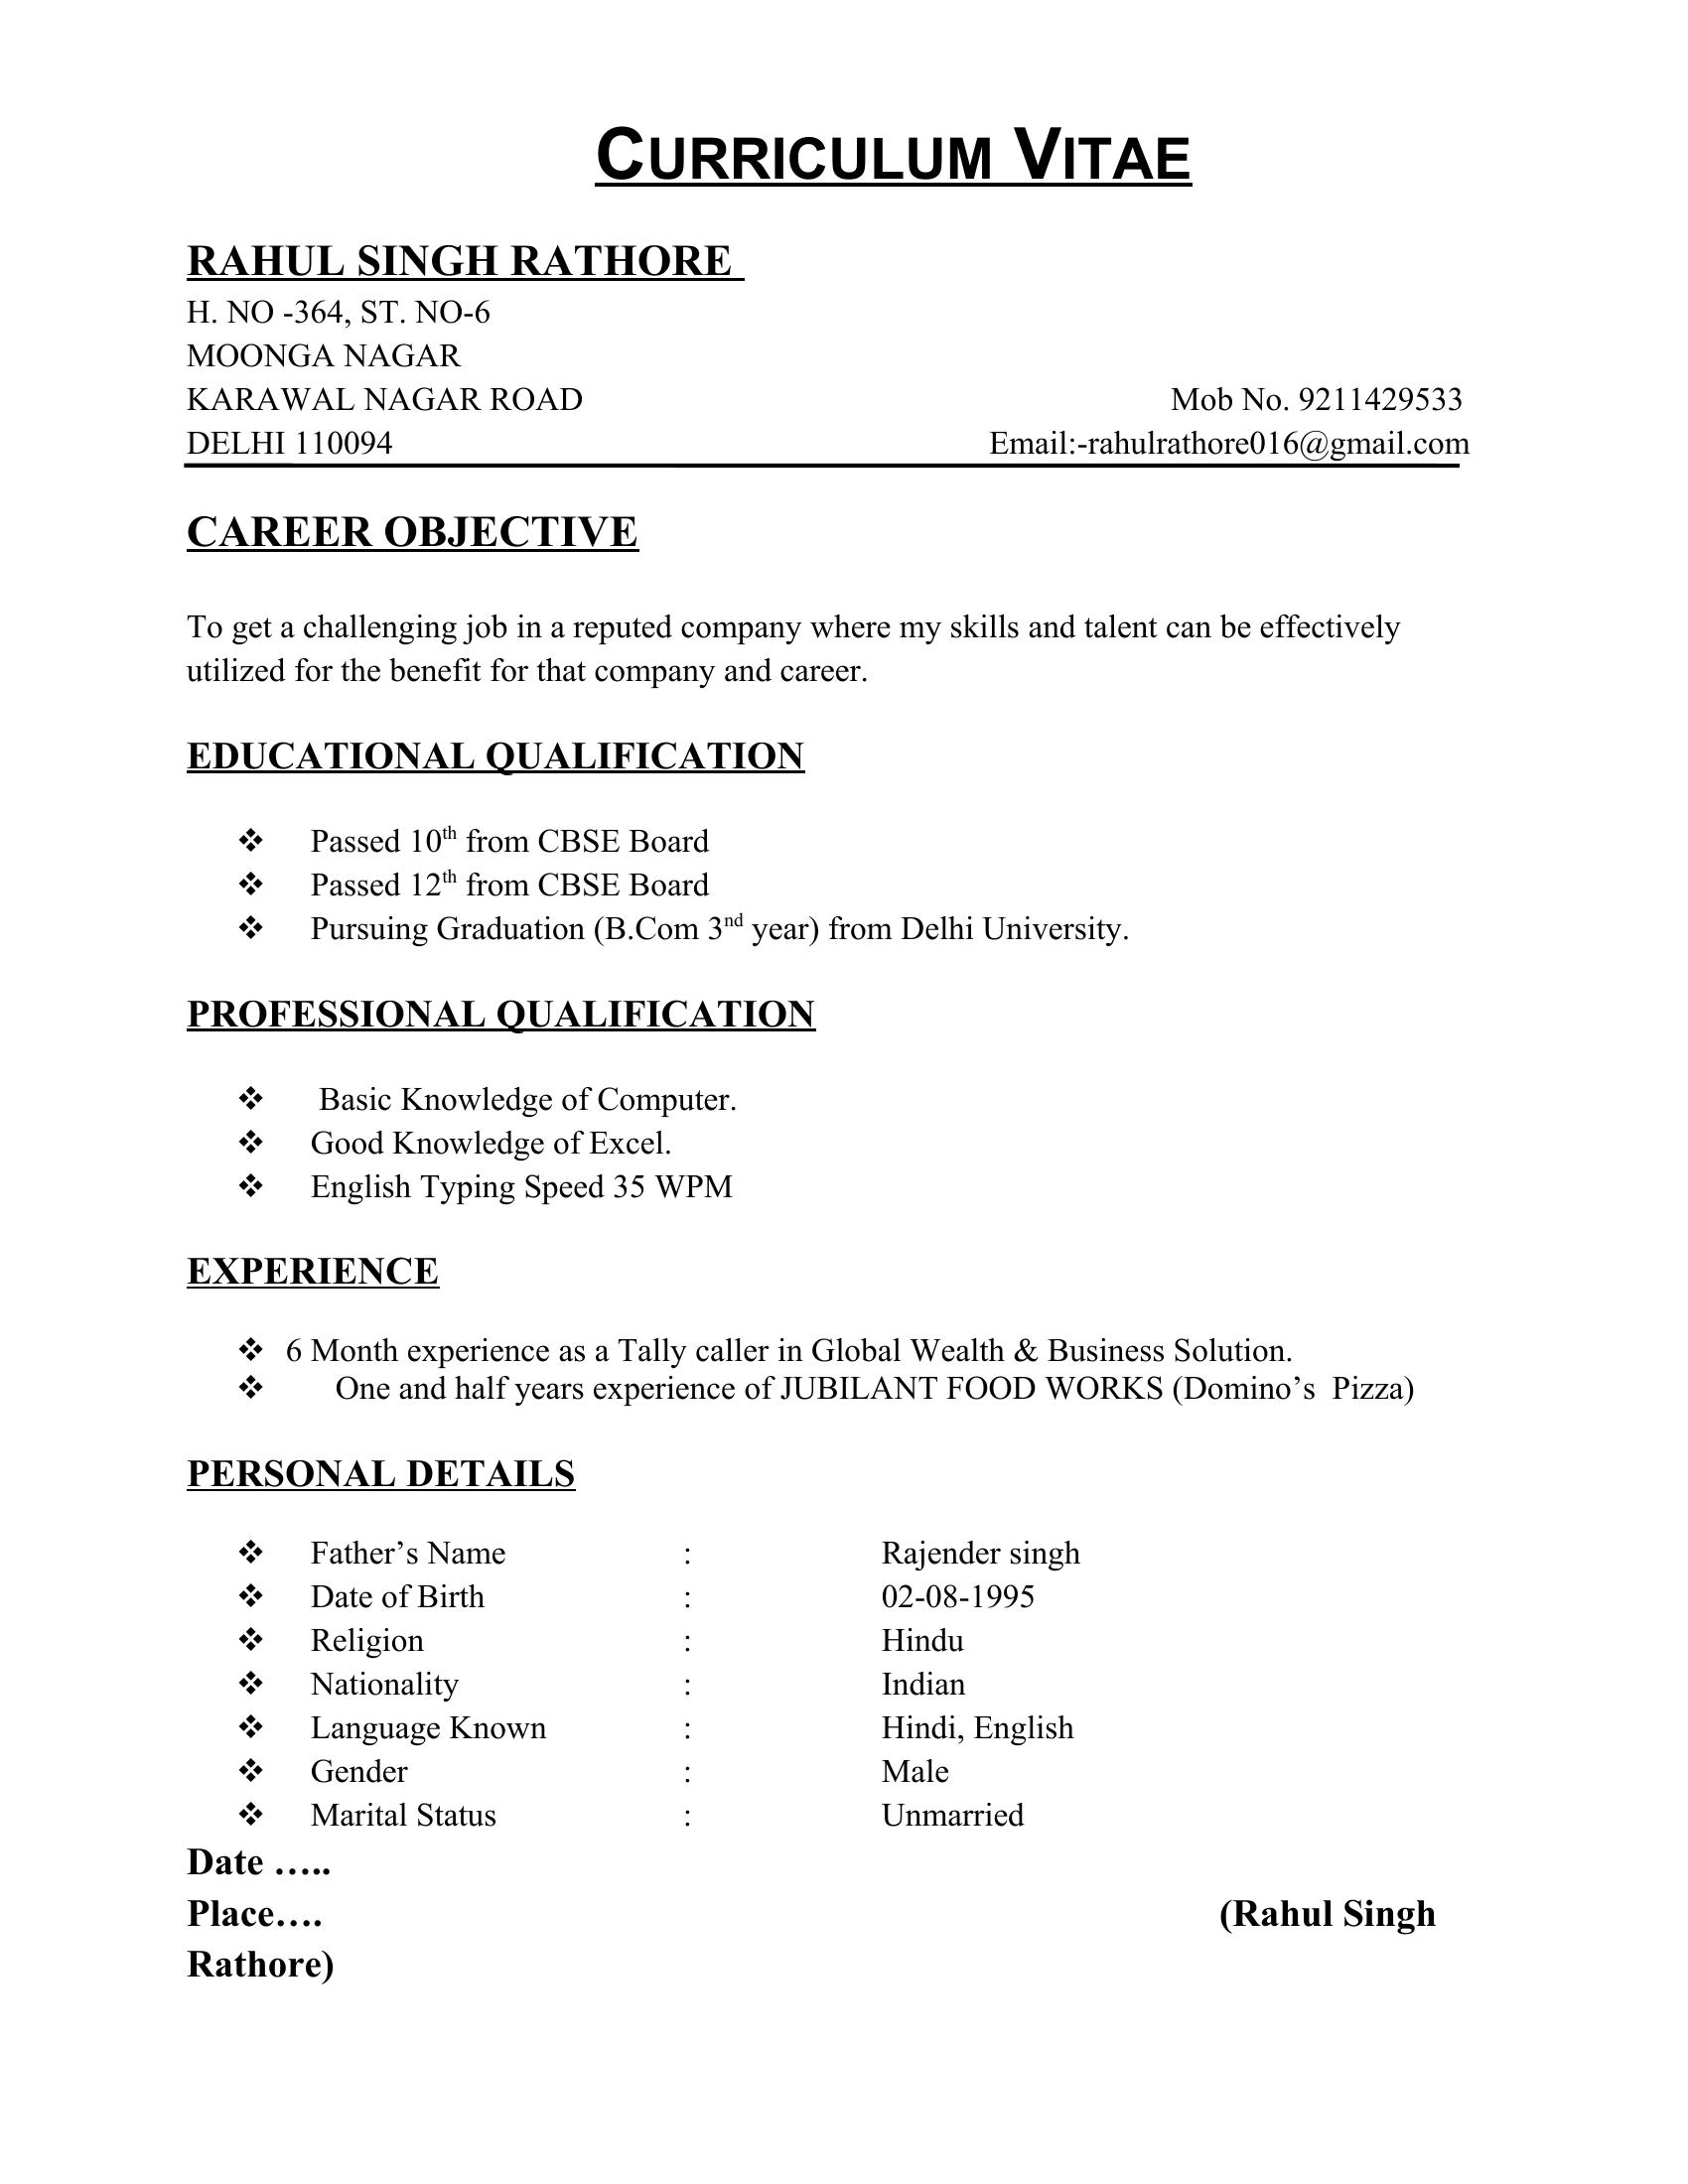 CURRICULUM VITAE
RAHUL SINGH RATHORE
H. NO -364, ST. NO-6
MOONGA NAGAR
KARAWAL NAGAR ROAD Mob No. 9211429533
DELHI 110094 Email:-rahulrathore016@gmail.com
CAREER OBJECTIVE
To get a challenging job in a reputed company where my skills and talent can be effectively
utilized for the benefit for that company and career.
EDUCATIONAL QUALIFICATION
❖ Passed 10th from CBSE Board
❖ Passed 12th from CBSE Board
❖ Pursuing Graduation (B.Com 3nd year) from Delhi University.
PROFESSIONAL QUALIFICATION
❖ Basic Knowledge of Computer.
❖ Good Knowledge of Excel.
❖ English Typing Speed 35 WPM
EXPERIENCE
❖ 6 Month experience as a Tally caller in Global Wealth & Business Solution.
❖ One and half years experience of JUBILANT FOOD WORKS (Domino’s Pizza)
PERSONAL DETAILS
❖ Father’s Name : Rajender singh
❖ Date of Birth : 02-08-1995
❖ Religion : Hindu
❖ Nationality : Indian
❖ Language Known : Hindi, English
❖ Gender : Male
❖ Marital Status : Unmarried
Date …..
Place…. (Rahul Singh
Rathore)